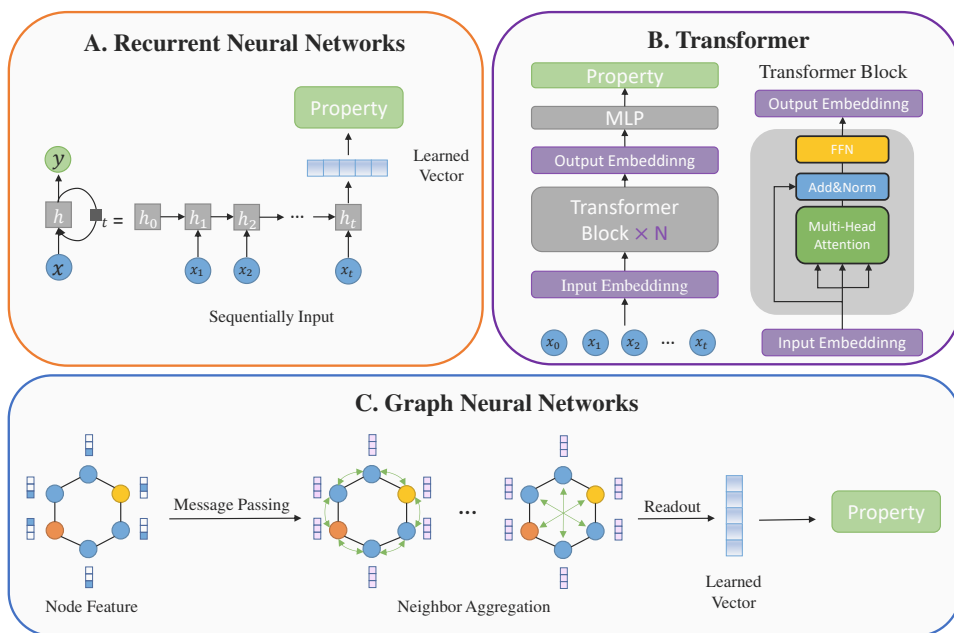 A. Recurrent Neural Networks
Property
Learned
Vector
y
h
t =
h₀
h₁
h₂
...
hₜ
x
x₁
x₂
xₜ
Sequentially Input
B. Transformer
Property
MLP
Output Embeddinng
Transformer
Block × N
Input Embeddinng
x₀
x₁
x₂
...
xₜ
Transformer Block
Output Embeddinng
FFN
Add&Norm
Multi-Head
Attention
Input Embeddinng
C. Graph Neural Networks
Message Passing
...
Readout
Property
Node Feature
Neighbor Aggregation
Learned
Vector